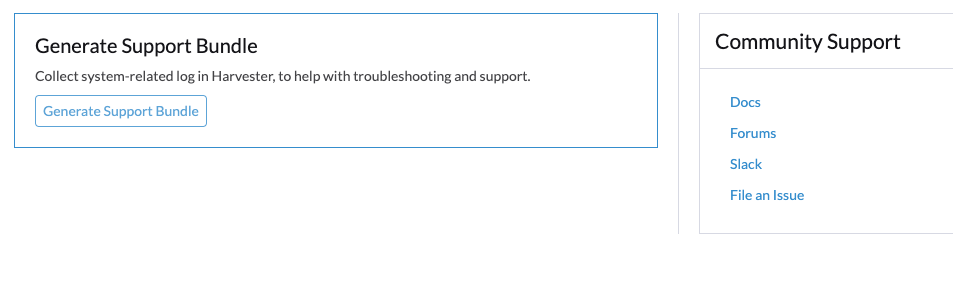 Generate Support Bundle
Collect system-related log in Harvester, to help with troubleshooting and support.
Generate Support Bundle
Community Support
Docs
Forums
Slack
File an Issue